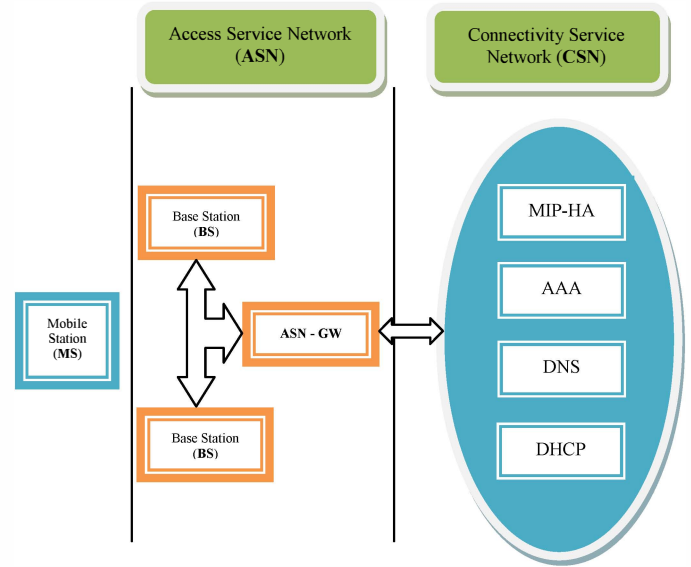 Access Service Network
(ASN)
Connectivity Service
Network (CSN)
Base Station
(BS)
Mobile
Station
(MS)
ASN - GW
Base Station
(BS)
MIP-HA
AAA
DNS
DHCP